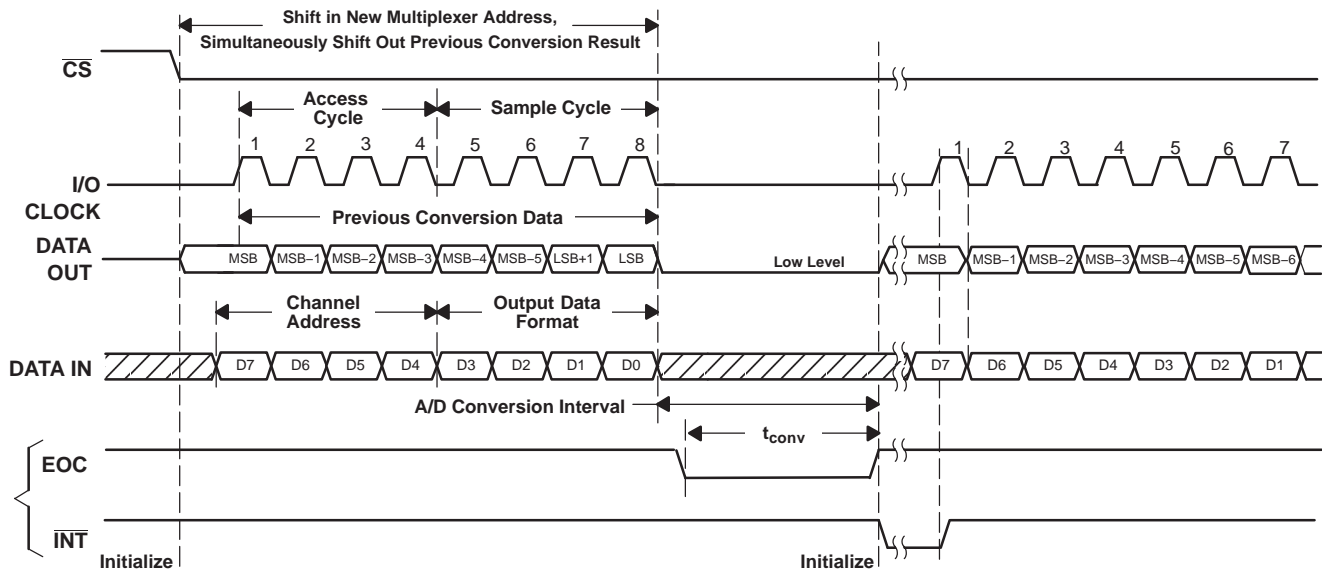 Shift in New Multiplexer Address,
Simultaneously Shift Out Previous Conversion Result
CS
Access
Cycle
Sample Cycle
1 2 3 4 5 6 7 8 1 2 3 4 5 6 7
I/O
CLOCK
Previous Conversion Data
DATA
OUT
MSB MSB–1 MSB–2 MSB–3 MSB–4 MSB–5 LSB+1 LSB Low Level MSB MSB–1 MSB–2 MSB–3 MSB–4 MSB–5 MSB–6
Channel
Address
Output Data
Format
DATA IN D7 D6 D5 D4 D3 D2 D1 D0 D7 D6 D5 D4 D3 D2 D1
A/D Conversion Interval
tconv
EOC
INT
Initialize Initialize